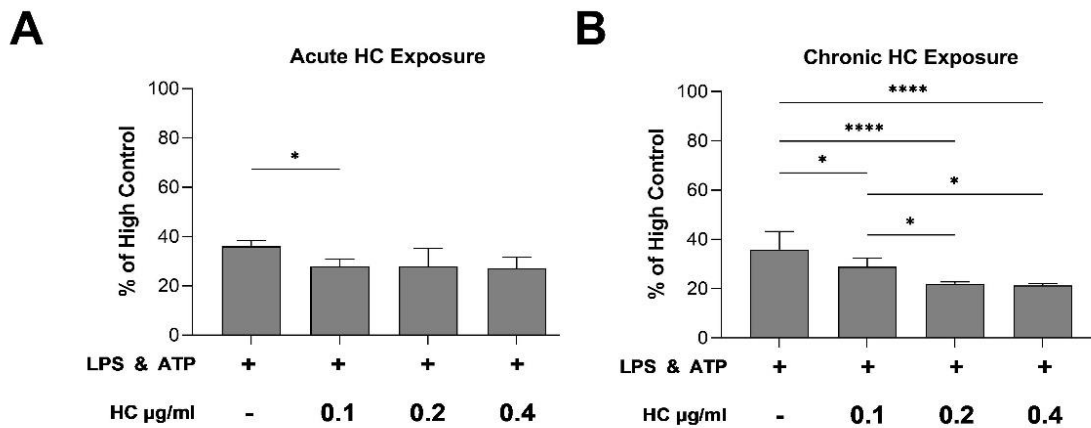 A
Acute HC Exposure
% of High Control
100
80
60
40
20
0
*
LPS & ATP + + + +
HC µg/ml - 0.1 0.2 0.4
B
Chronic HC Exposure
% of High Control
100
80
60
40
20
0
****
****
*
*
*
LPS & ATP + + + +
HC µg/ml - 0.1 0.2 0.4